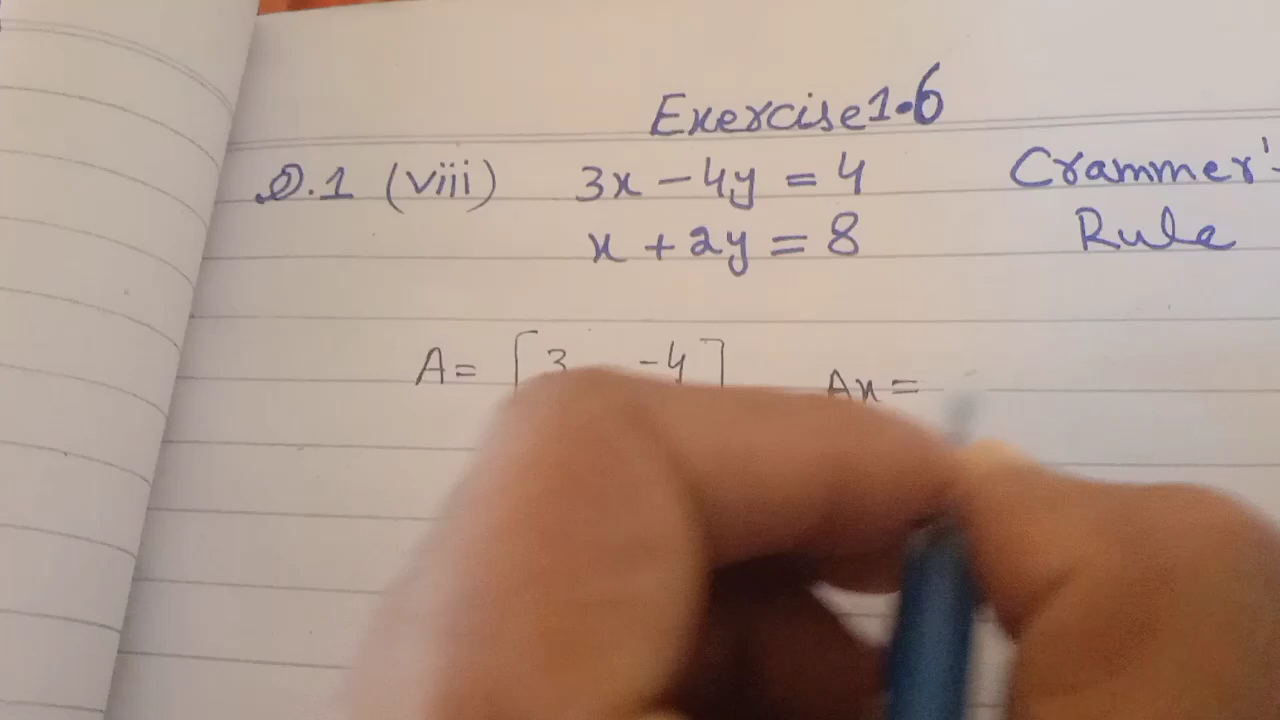 Exercise 1.6
Q.1 (viii) 3x - 4y = 4 Crammer's
x + 2y = 8 Rule
A = [3 -4] Ax =